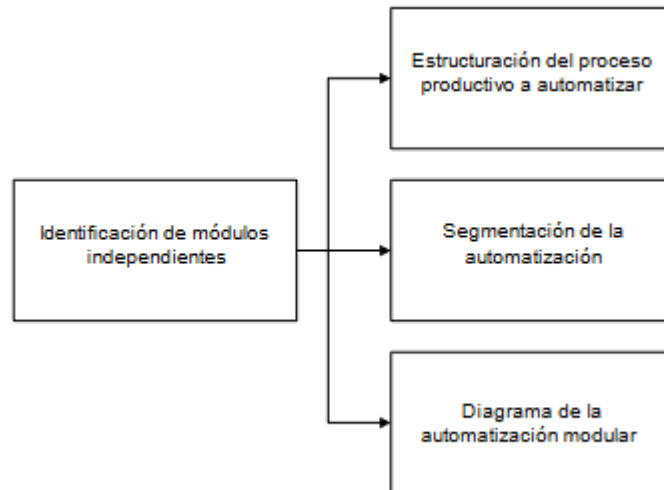 Estructuración del proceso
productivo a automatizar
Identificación de módulos
independientes
Segmentación de la
automatización
Diagrama de la
automatización modular